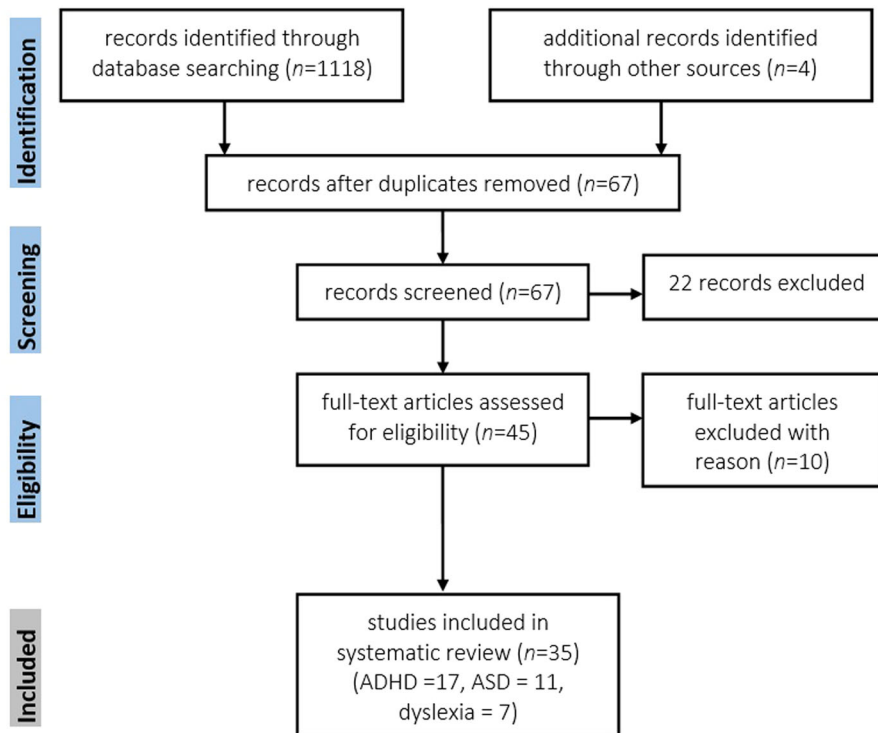 Identification
records identified through
database searching (n=1118)
additional records identified
through other sources (n=4)
records after duplicates removed (n=67)
Screening
records screened (n=67)
22 records excluded
Eligibility
full-text articles assessed
for eligibility (n=45)
full-text articles
excluded with
reason (n=10)
Included
studies included in
systematic review (n=35)
(ADHD =17, ASD = 11,
dyslexia = 7)